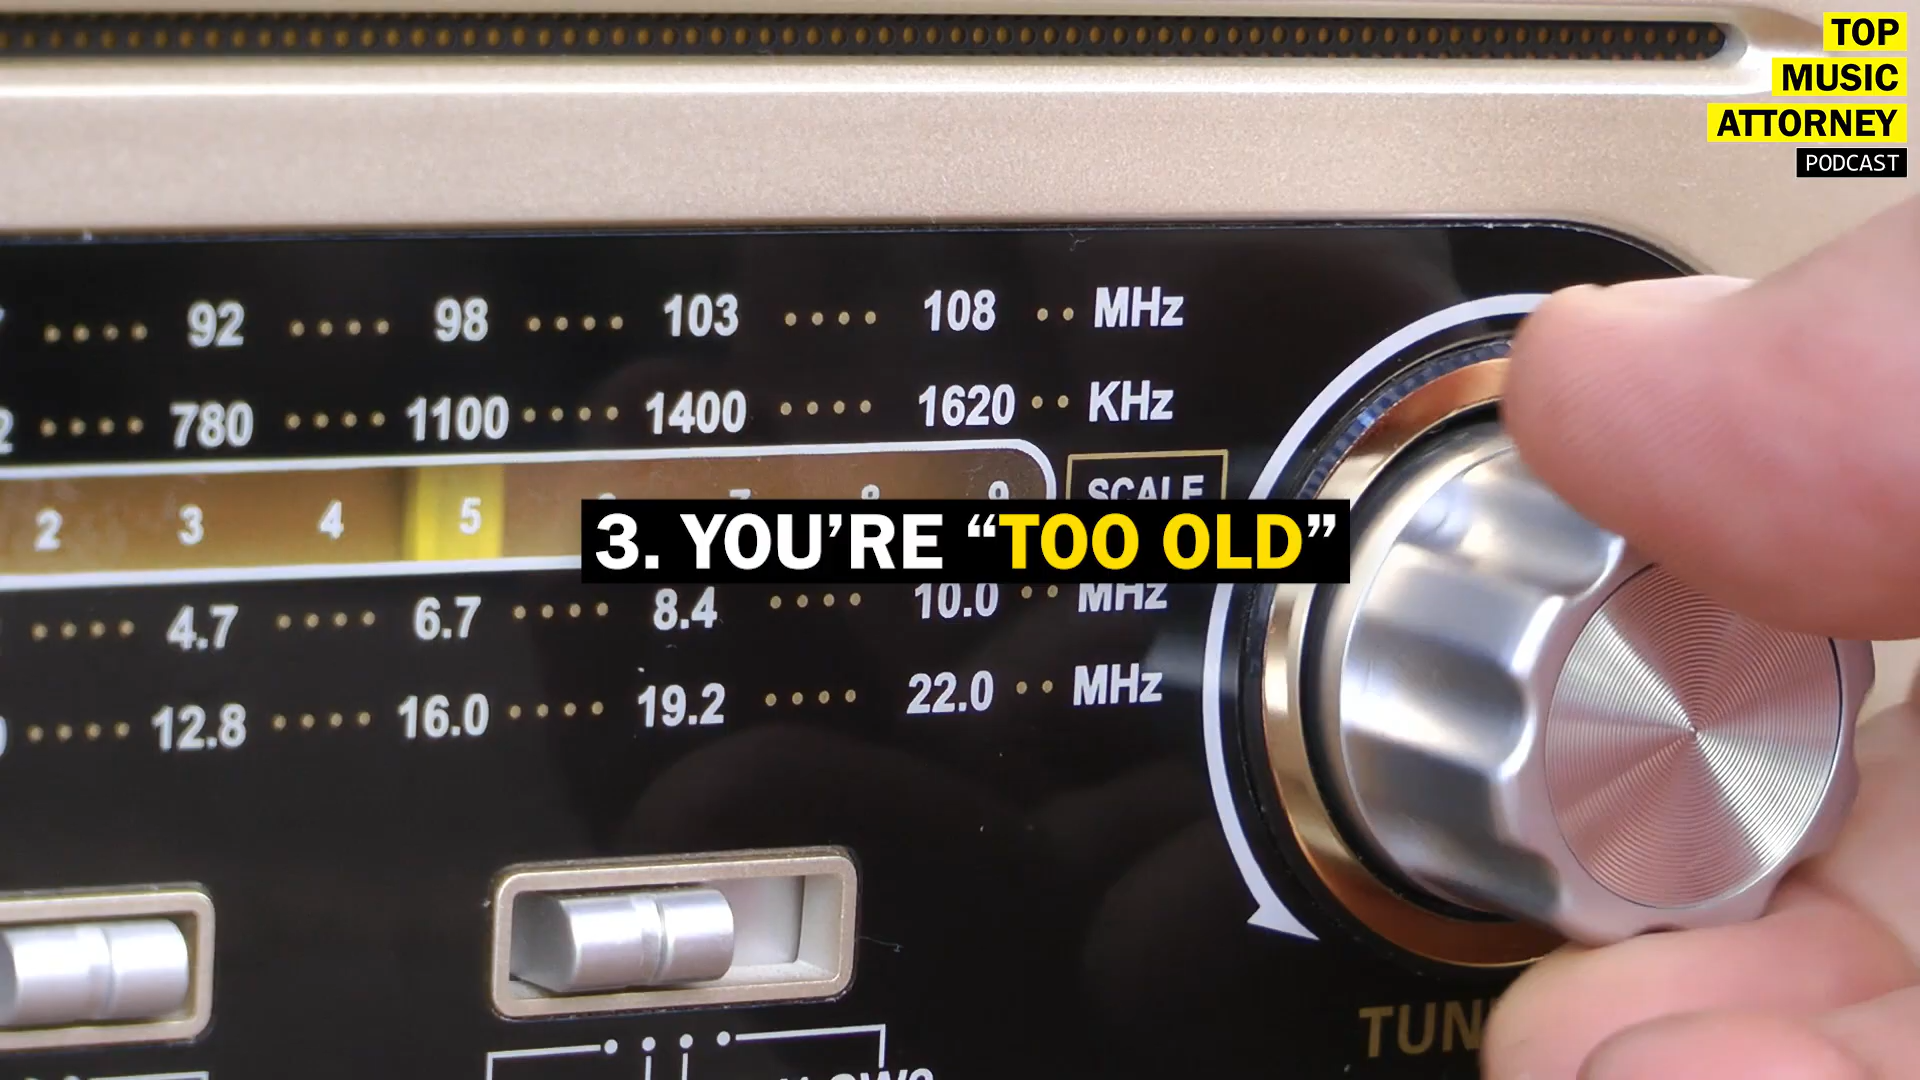 TOP
MUSIC
ATTORNEY
PODCAST
92 98 103 108 MHz
780 1100 1400 1620 KHz
2 3 4 5 7 8 9 SCALE
3. YOU’RE “TOO OLD”
4.7 6.7 8.4 10.0 MHz
12.8 16.0 19.2 22.0 MHz